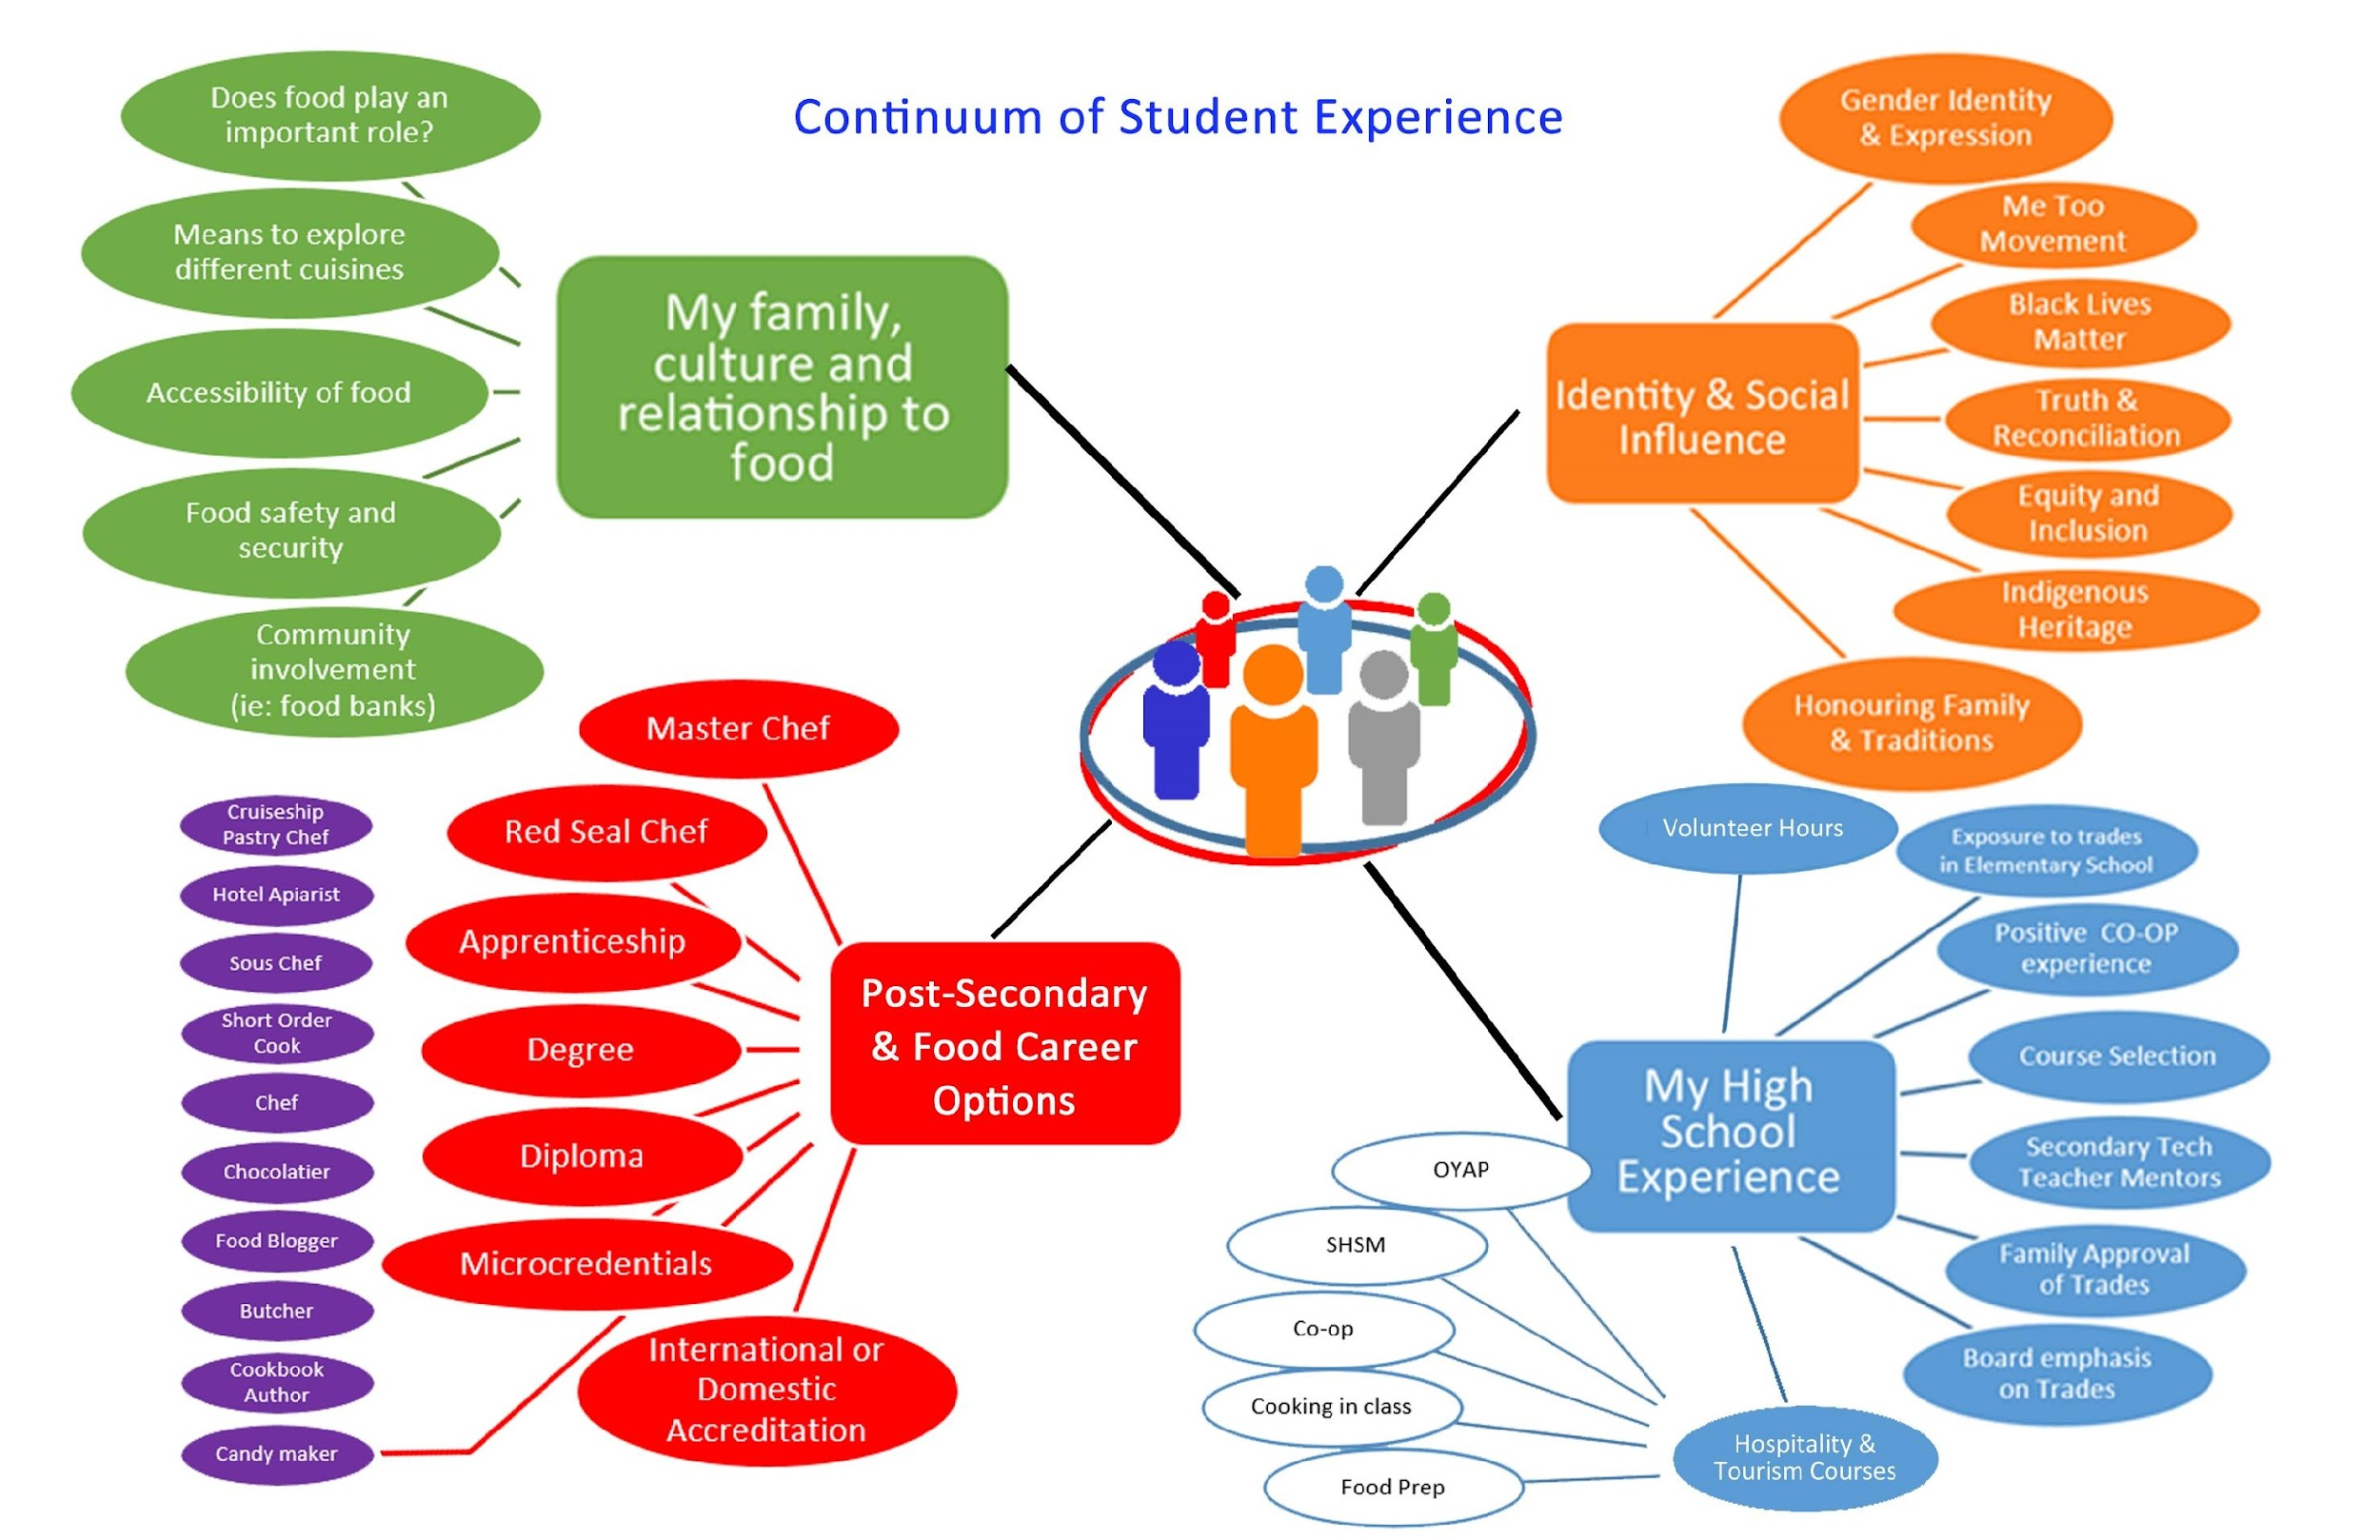 Continuum of Student Experience
Does food play an
important role?
Means to explore
different cuisines
Accessibility of food
Food safety and
security
Community
involvement
(ie: food banks)
My family,
culture and
relationship to
food
Gender Identity
& Expression
Me Too
Movement
Black Lives
Matter
Truth &
Reconciliation
Equity and
Inclusion
Indigenous
Heritage
Honouring Family
& Traditions
Identity & Social
Influence
Master Chef
Red Seal Chef
Apprenticeship
Degree
Diploma
Microcredentials
International or
Domestic
Accreditation
Post-Secondary
& Food Career
Options
Cruiseship
Pastry Chef
Hotel Apiarist
Sous Chef
Short Order
Cook
Chef
Chocolatier
Food Blogger
Butcher
Cookbook
Author
Candy maker
Volunteer Hours
Exposure to trades
in Elementary School
Positive CO-OP
experience
Course Selection
Secondary Tech
Teacher Mentors
Family Approval
of Trades
Board emphasis
on Trades
My High
School
Experience
OYAP
SHSM
Co-op
Cooking in class
Food Prep
Hospitality &
Tourism Courses